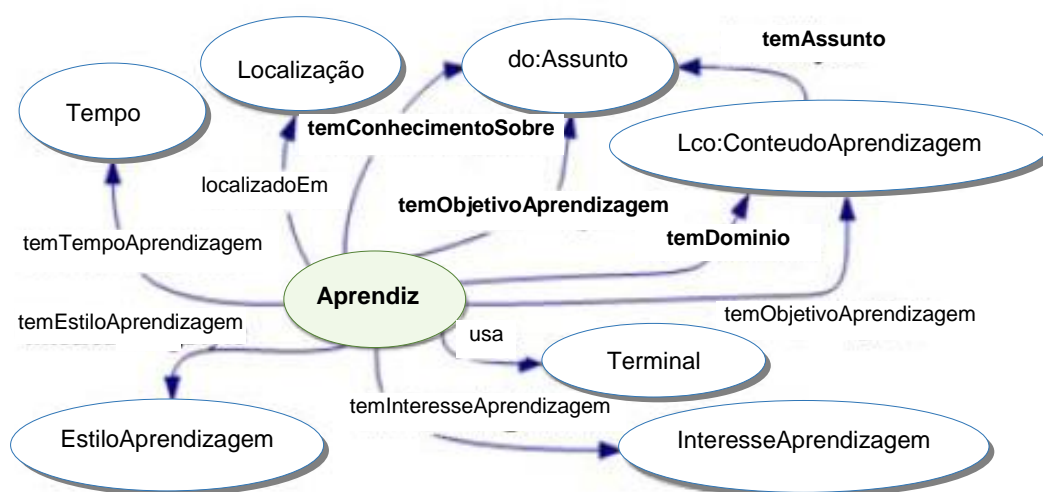 temAssunto
Localização
do:Assunto
Tempo
temConhecimentoSobre
Lco:ConteudoAprendizagem
localizadoEm
temObjetivoAprendizagem
temTempoAprendizagem
temDominio
Aprendiz
temEstiloAprendizagem
temObjetivoAprendizagem
usa
Terminal
temInteresseAprendizagem
EstiloAprendizagem
InteresseAprendizagem